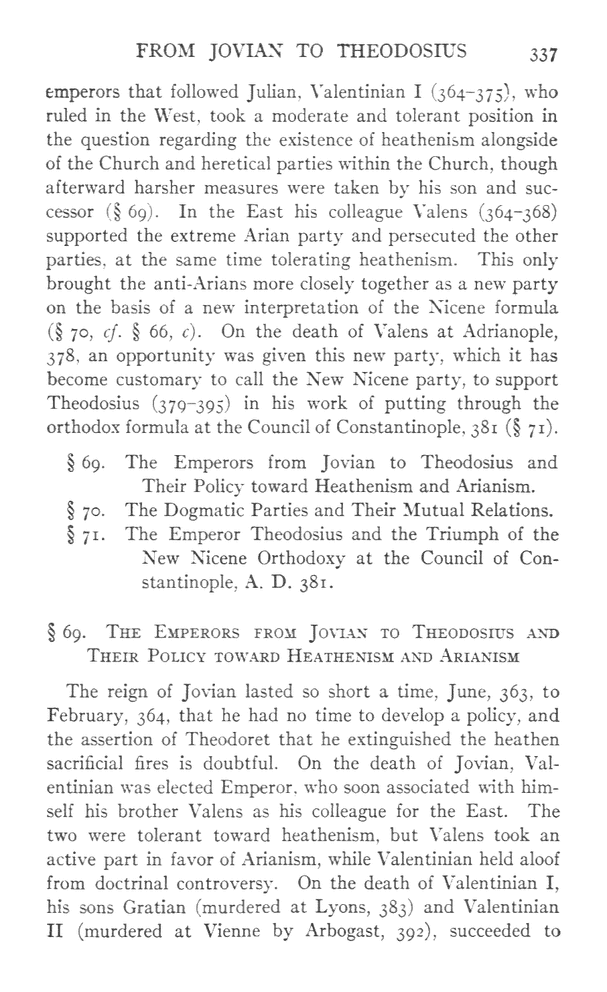 FROM JOVIAN TO THEODOSIUS 337
emperors that followed Julian, Valentinian I (364–375), who
ruled in the West, took a moderate and tolerant position in
the question regarding the existence of heathenism alongside
of the Church and heretical parties within the Church, though
afterward harsher measures were taken by his son and suc-
cessor (§ 69). In the East his colleague Valens (364–368)
supported the extreme Arian party and persecuted the other
parties, at the same time tolerating heathenism. This only
brought the anti-Arians more closely together as a new party
on the basis of a new interpretation of the Nicene formula
(§ 70, cf. § 66, c). On the death of Valens at Adrianople,
378, an opportunity was given this new party, which it has
become customary to call the New Nicene party, to support
Theodosius (379–395) in his work of putting through the
orthodox formula at the Council of Constantinople, 381 (§ 71).
§ 69. The Emperors from Jovian to Theodosius and
Their Policy toward Heathenism and Arianism.
§ 70. The Dogmatic Parties and Their Mutual Relations.
§ 71. The Emperor Theodosius and the Triumph of the
New Nicene Orthodoxy at the Council of Con-
stantinople, A. D. 381.
§ 69. The Emperors from Jovian to Theodosius and
Their Policy toward Heathenism and Arianism
The reign of Jovian lasted so short a time, June, 363, to
February, 364, that he had no time to develop a policy, and
the assertion of Theodoret that he extinguished the heathen
sacrificial fires is doubtful. On the death of Jovian, Val-
entinian was elected Emperor, who soon associated with him-
self his brother Valens as his colleague for the East. The
two were tolerant toward heathenism, but Valens took an
active part in favor of Arianism, while Valentinian held aloof
from doctrinal controversy. On the death of Valentinian I,
his sons Gratian (murdered at Lyons, 383) and Valentinian
II (murdered at Vienne by Arbogast, 392), succeeded to